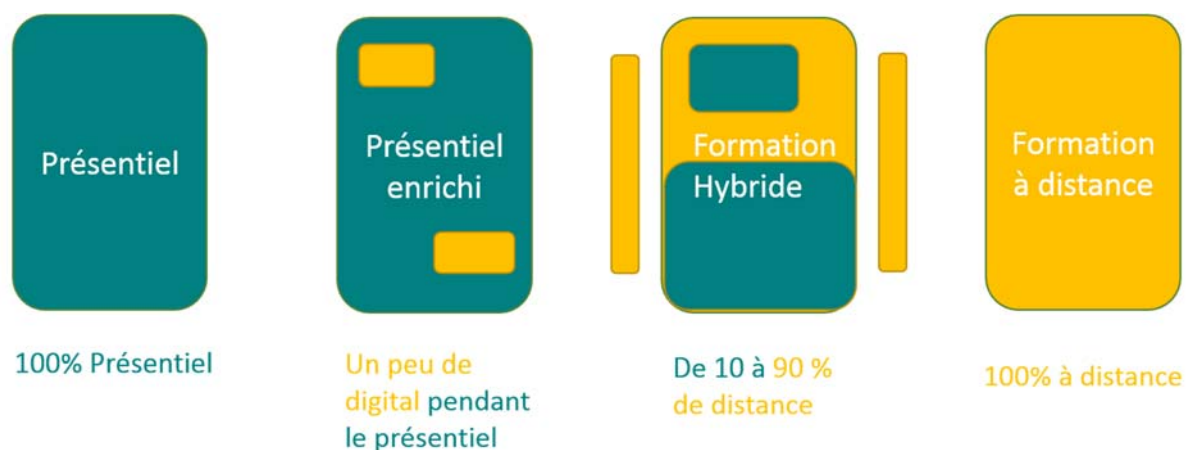 Présentiel
Présentiel
enrichi
Formation
Hybride
Formation
à distance
100% Présentiel
Un peu de
digital pendant
le présentiel
De 10 à 90 %
de distance
100% à distance